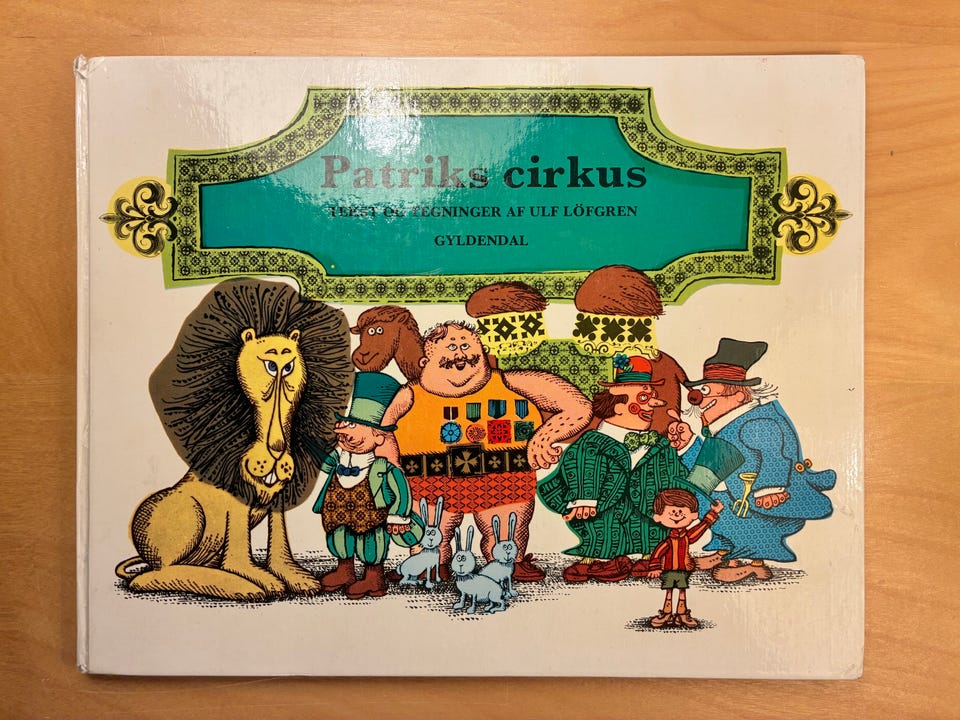 Patriks cirkus
TEKST OG TEGNINGER AF ULF LÖFGREN
GYLDENDAL